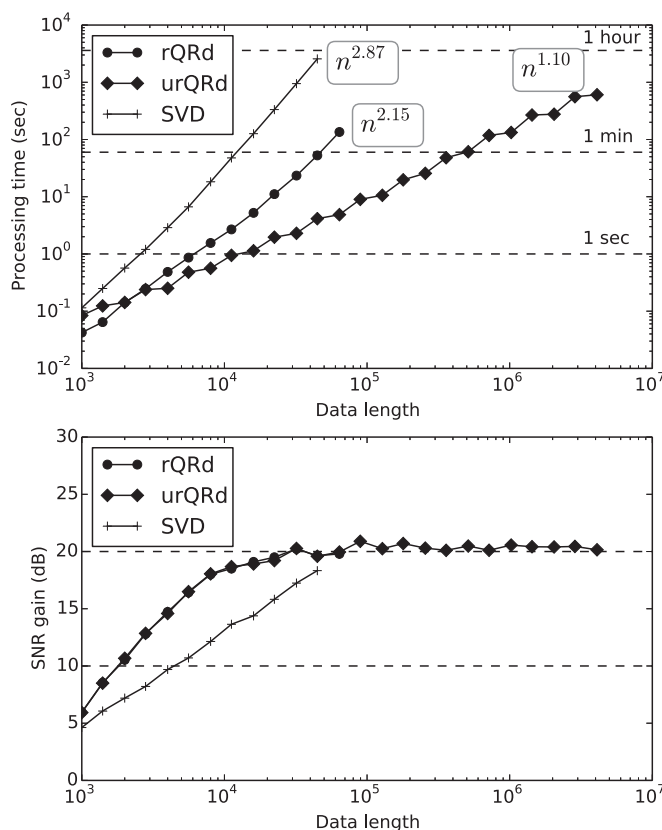 10^4
10^3
10^2
10^1
10^0
10^-1
10^-2
Processing time (sec)
rQRd
urQRd
SVD
n^2.87
n^2.15
n^1.10
1 hour
1 min
1 sec
10^3
10^4
10^5
10^6
10^7
Data length
30
25
20
15
10
5
0
SNR gain (dB)
rQRd
urQRd
SVD
10^3
10^4
10^5
10^6
10^7
Data length